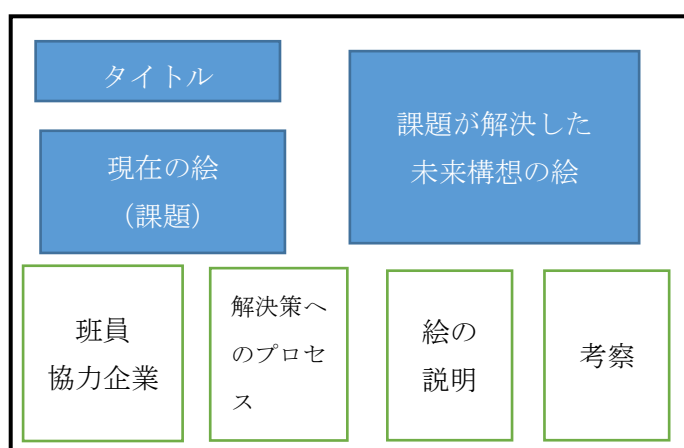 タイトル
現在の絵
（課題）
課題が解決した
未来構想の絵
班員
協力企業
解決策へ
のプロセ
ス
絵の
説明
考察